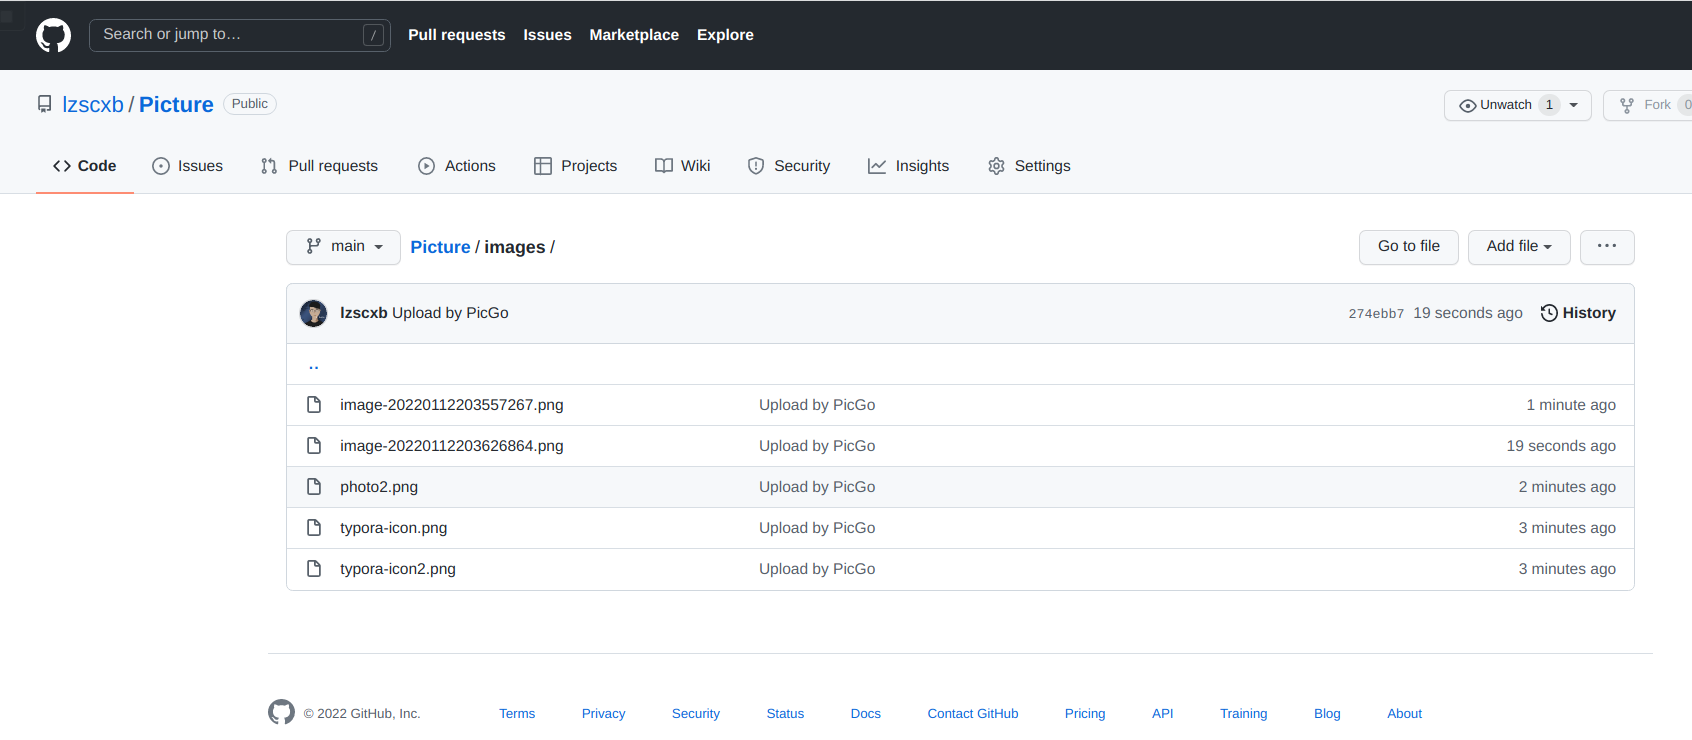 Search or jump to… / Pull requests Issues Marketplace Explore
lzscxb / Picture Public Unwatch 1 Fork 0
Code Issues Pull requests Actions Projects Wiki Security Insights Settings
main Picture / images / Go to file Add file ···
lzscxb Upload by PicGo 274ebb7 19 seconds ago History
..
image-20220112203557267.png Upload by PicGo 1 minute ago
image-20220112203626864.png Upload by PicGo 19 seconds ago
photo2.png Upload by PicGo 2 minutes ago
typora-icon.png Upload by PicGo 3 minutes ago
typora-icon2.png Upload by PicGo 3 minutes ago
© 2022 GitHub, Inc. Terms Privacy Security Status Docs Contact GitHub Pricing API Training Blog About